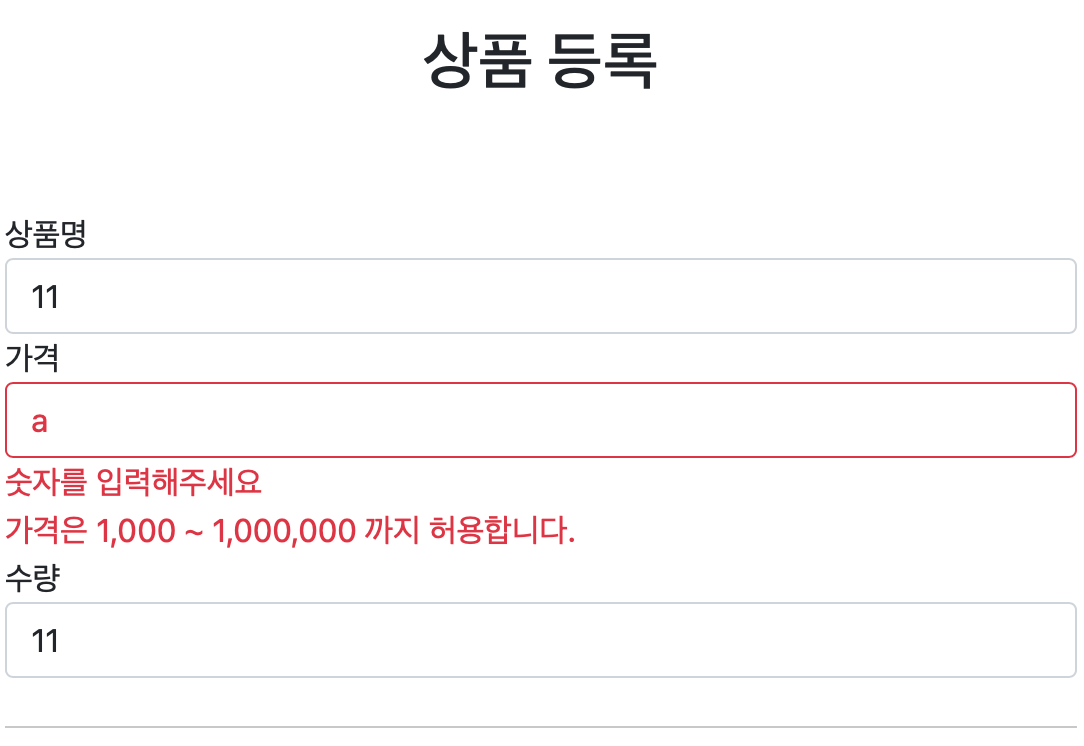 상품 등록
상품명
11
가격
a
숫자를 입력해주세요
가격은 1,000 ~ 1,000,000 까지 허용합니다.
수량
11